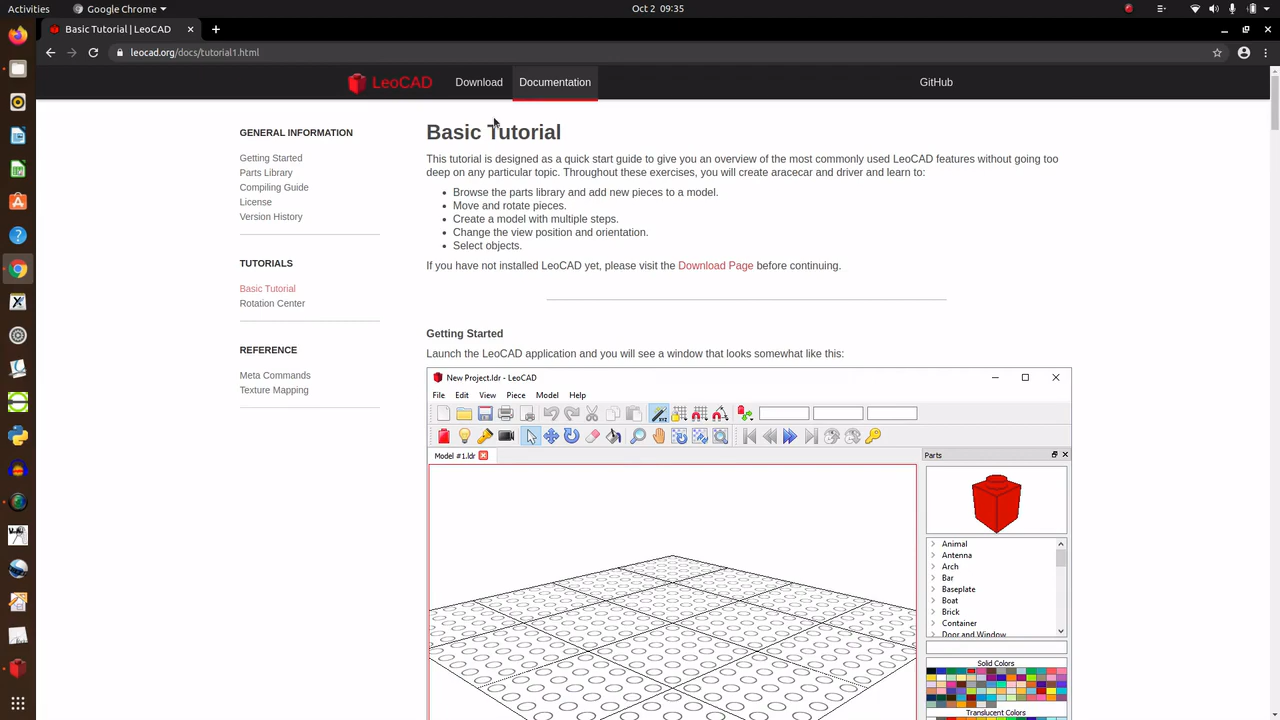 Activities
Google Chrome
Oct 2 09:35
Basic Tutorial | LeoCAD
leocad.org/docs/tutorial1.html
LeoCAD
Download
Documentation
GitHub
GENERAL INFORMATION
Getting Started
Parts Library
Compiling Guide
License
Version History
TUTORIALS
Basic Tutorial
Rotation Center
REFERENCE
Meta Commands
Texture Mapping
Basic Tutorial
This tutorial is designed as a quick start guide to give you an overview of the most commonly used LeoCAD features without going too
deep on any particular topic. Throughout these exercises, you will create aracecar and driver and learn to:
• Browse the parts library and add new pieces to a model.
• Move and rotate pieces.
• Create a model with multiple steps.
• Change the view position and orientation.
• Select objects.
If you have not installed LeoCAD yet, please visit the Download Page before continuing.
Getting Started
Launch the LeoCAD application and you will see a window that looks somewhat like this:
New Project.ldr - LeoCAD
File Edit View Piece Model Help
Model #1.ldr
Parts
Animal
Antenna
Arch
Bar
Baseplate
Boat
Brick
Container
Door and Window
Solid Colors
Translucent Colors